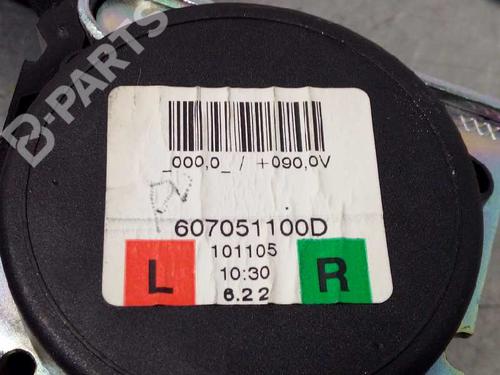 B-PARTS
_000,0_ / +090,0V
607051100D
101105
L
10:30
R
6.22